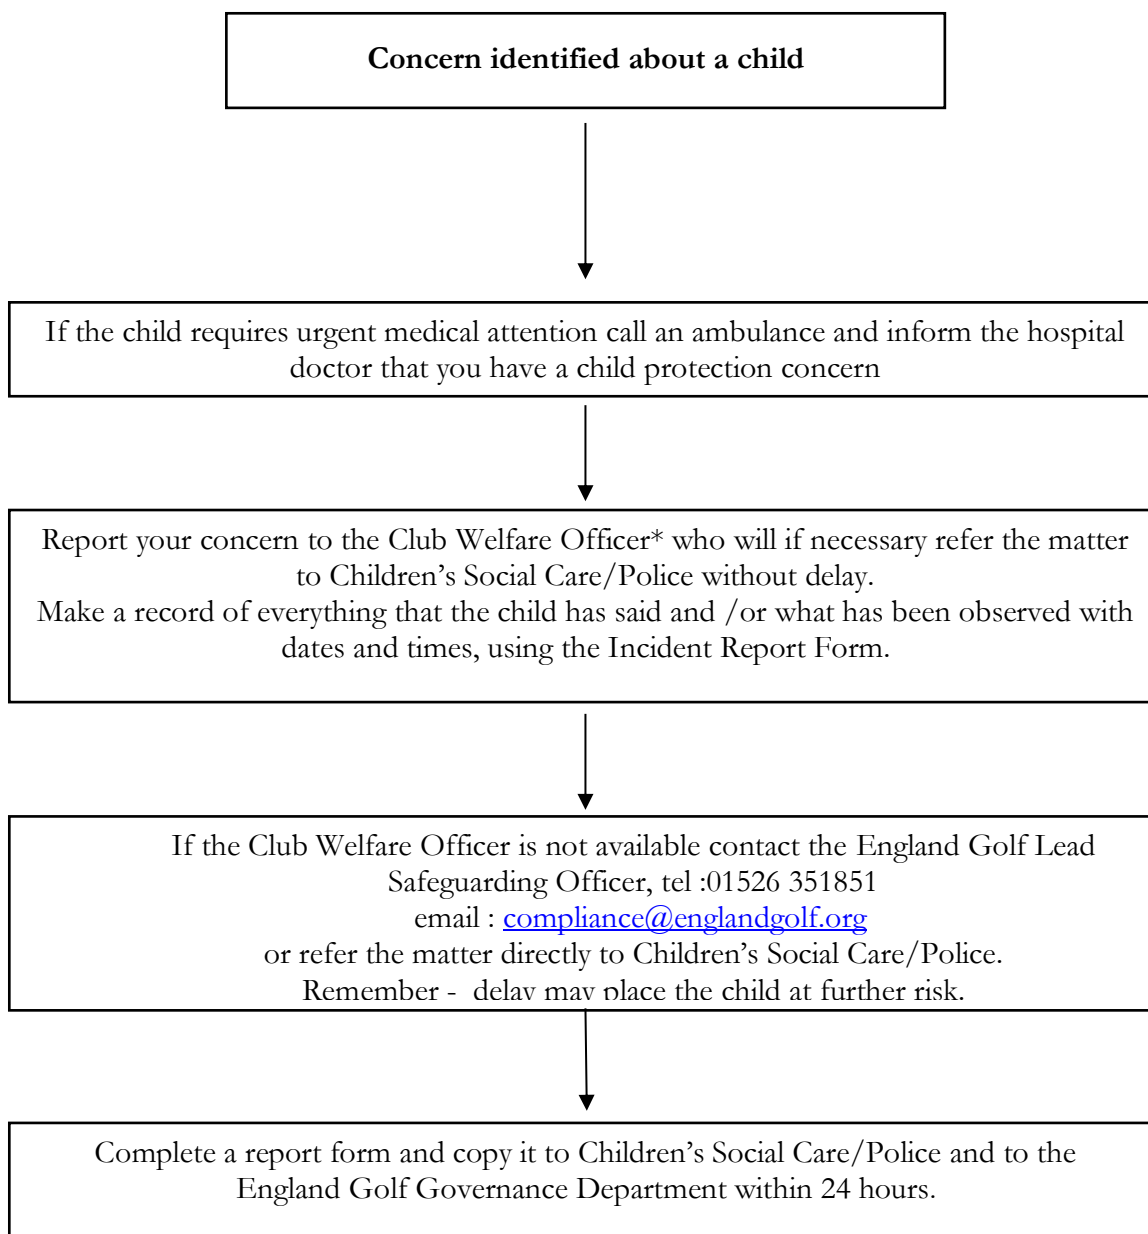 Concern identified about a child
If the child requires urgent medical attention call an ambulance and inform the hospital
doctor that you have a child protection concern
Report your concern to the Club Welfare Officer* who will if necessary refer the matter
to Children’s Social Care/Police without delay.
Make a record of everything that the child has said and /or what has been observed with
dates and times, using the Incident Report Form.
If the Club Welfare Officer is not available contact the England Golf Lead
Safeguarding Officer, tel :01526 351851
email : compliance@englandgolf.org
or refer the matter directly to Children’s Social Care/Police.
Remember -  delay may place the child at further risk.
Complete a report form and copy it to Children’s Social Care/Police and to the
England Golf Governance Department within 24 hours.